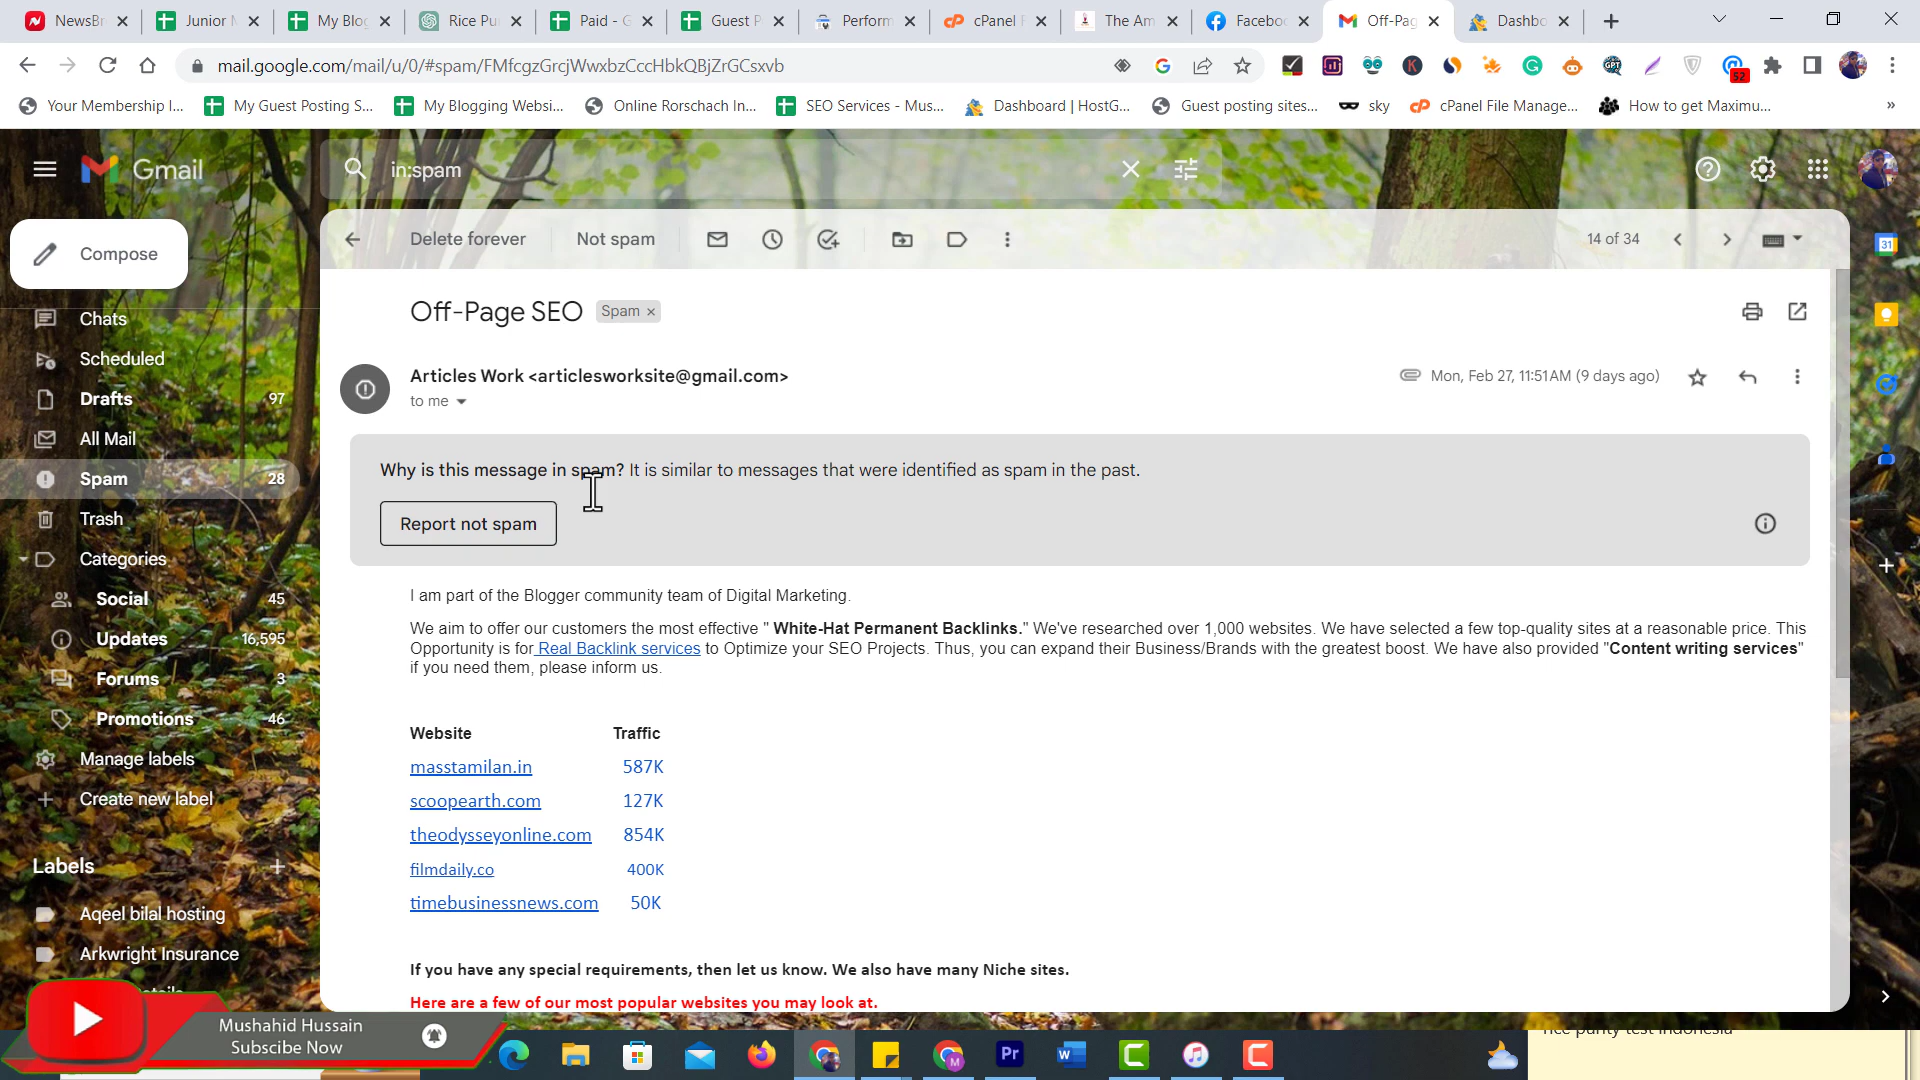 NewsBr
Junior M
My Blog
Rice Pu
Paid - G
Guest P
Perform
cPanel F
The Am
Facebo
Off-Pag
Dashbo
mail.google.com/mail/u/0/#spam/FMfcgzGrcjWwxbzCccHbkQBjZrGCsxvb
52
Your Membership I...
My Guest Posting S...
My Blogging Websi...
Online Rorschach In...
SEO Services - Mus...
Dashboard | HostG...
Guest posting sites...
sky
cPanel File Manage...
How to get Maximu...
Gmail
in:spam
Compose
Delete forever
Not spam
14 of 34
Chats
Scheduled
Drafts 97
All Mail
Spam 28
Trash
Categories
Social 45
Updates 16,595
Forums 3
Promotions 46
Manage labels
Create new label
Labels
Aqeel bilal hosting
Arkwright Insurance
Off-Page SEO
Spam ×
Articles Work <articlesworksite@gmail.com>
Mon, Feb 27, 11:51 AM (9 days ago)
to me
Why is this message in spam? It is similar to messages that were identified as spam in the past.
Report not spam
I am part of the Blogger community team of Digital Marketing.
We aim to offer our customers the most effective " White-Hat Permanent Backlinks." We've researched over 1,000 websites. We have selected a few top-quality sites at a reasonable price. This
Opportunity is for Real Backlink services to Optimize your SEO Projects. Thus, you can expand their Business/Brands with the greatest boost. We have also provided "Content writing services"
if you need them, please inform us.
Website Traffic
masstamilan.in 587K
scoopearth.com 127K
theodysseyonline.com 854K
filmdaily.co 400K
timebusinessnews.com 50K
If you have any special requirements, then let us know. We also have many Niche sites.
Here are a few of our most popular websites you may look at.
31
Mushahid Hussain
Subscribe Now
Pr
rice purity test indonesia